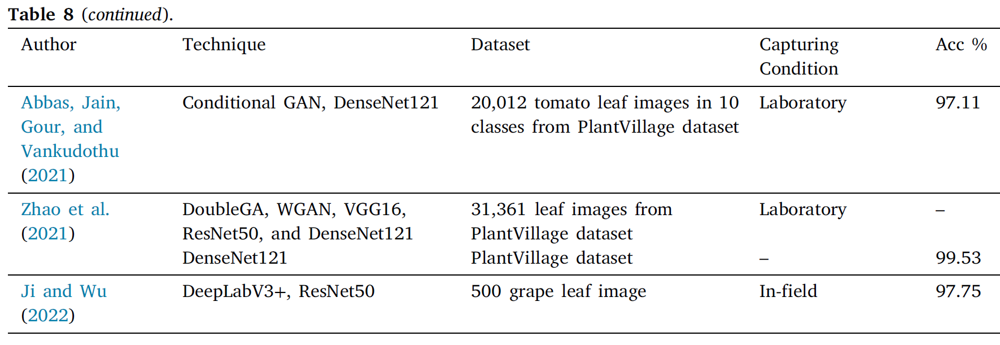 Table 8 (continued).
Author Technique Dataset Capturing Condition Acc %
Abbas, Jain, Gour, and Vankudothu (2021) Conditional GAN, DenseNet121 20,012 tomato leaf images in 10 classes from PlantVillage dataset Laboratory 97.11
Zhao et al. (2021) DoubleGA, WGAN, VGG16, ResNet50, and DenseNet121 31,361 leaf images from PlantVillage dataset Laboratory –
DenseNet121 PlantVillage dataset – 99.53
Ji and Wu (2022) DeepLabV3+, ResNet50 500 grape leaf image In-field 97.75